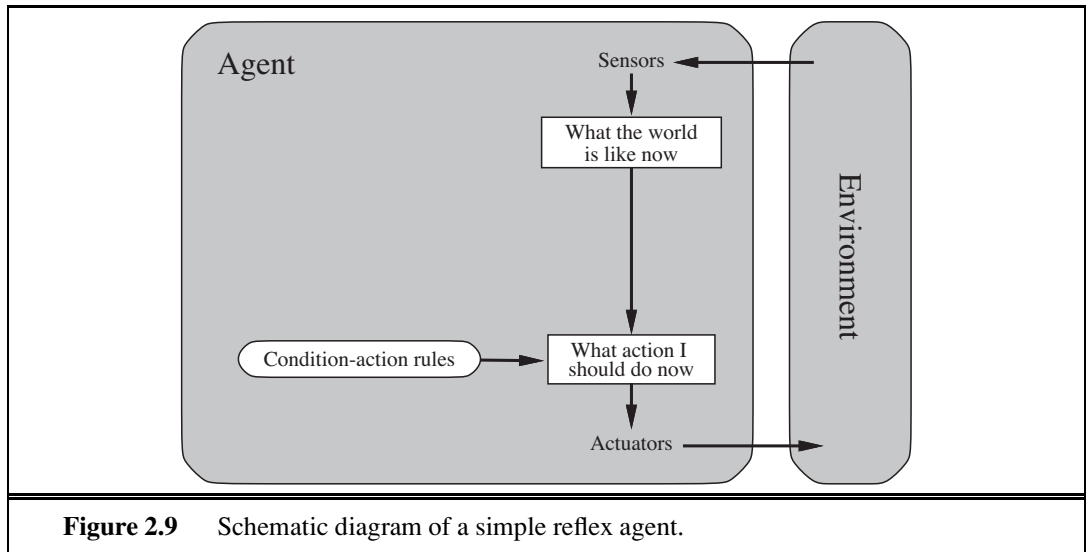 Agent
Sensors
What the world
is like now
Environment
Condition-action rules
What action I
should do now
Actuators
Figure 2.9 Schematic diagram of a simple reflex agent.